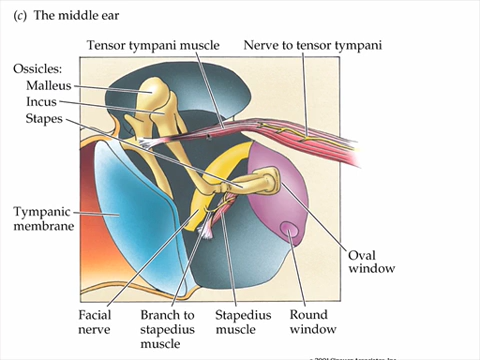 (c) The middle ear
Tensor tympani muscle
Nerve to tensor tympani
Ossicles:
Malleus
Incus
Stapes
Tympanic
membrane
Oval
window
Facial
nerve
Branch to
stapedius
muscle
Stapedius
muscle
Round
window